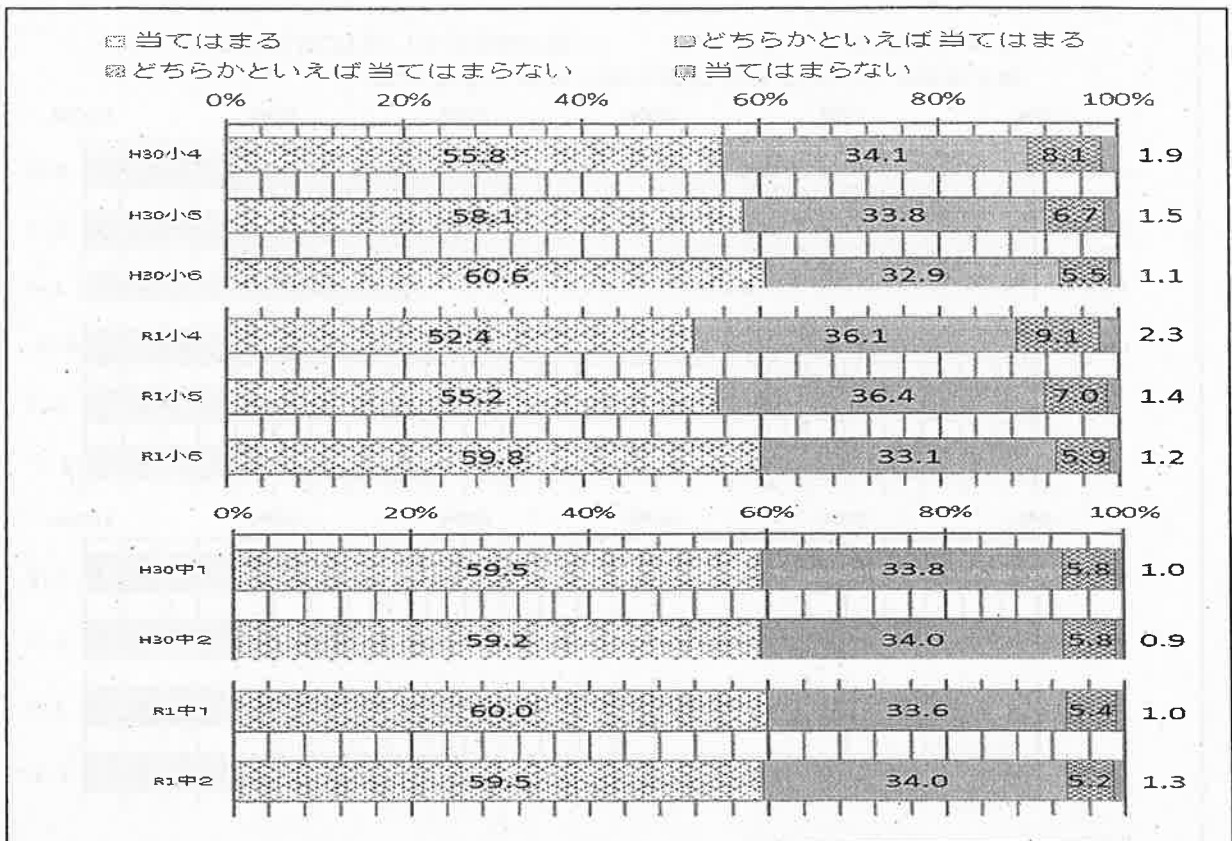 当てはまる どちらかといえば当てはまる
どちらかといえば当てはまらない 当てはまらない
0% 20% 40% 60% 80% 100%
H30小4 55.8 34.1 8.1 1.9
H30小5 58.1 33.8 6.7 1.5
H30小6 60.6 32.9 5.5 1.1
R1小4 52.4 36.1 9.1 2.3
R1小5 55.2 36.4 7.0 1.4
R1小6 59.8 33.1 5.9 1.2
0% 20% 40% 60% 80% 100%
H30中1 59.5 33.8 5.8 1.0
H30中2 59.2 34.0 5.8 0.9
R1中1 60.0 33.6 5.4 1.0
R1中2 59.5 34.0 5.2 1.3